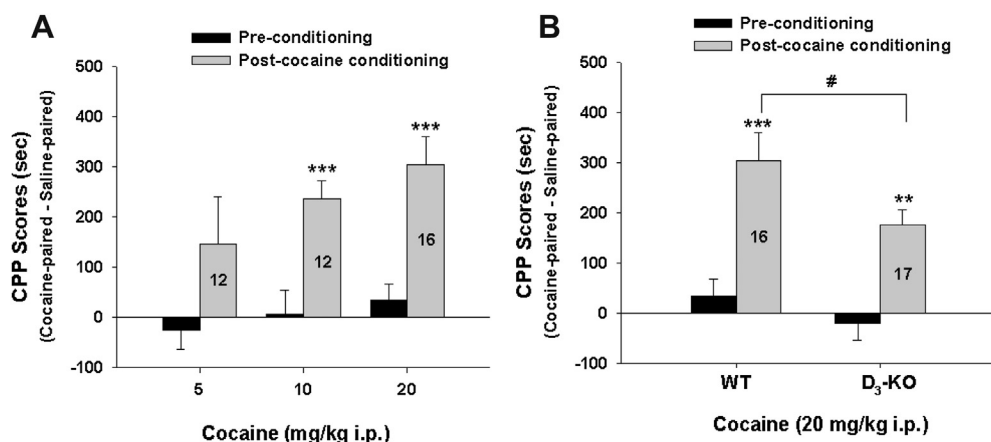 A
Pre-conditioning
Post-cocaine conditioning
CPP Scores (sec)
(Cocaine-paired - Saline-paired)
500
400
300
200
100
0
-100
***
***
12
12
16
5
10
20
Cocaine (mg/kg i.p.)
B
Pre-conditioning
Post-cocaine conditioning
CPP Scores (sec)
(Cocaine-paired - Saline-paired)
500
400
300
200
100
0
-100
#
***
**
16
17
WT
D₃-KO
Cocaine (20 mg/kg i.p.)